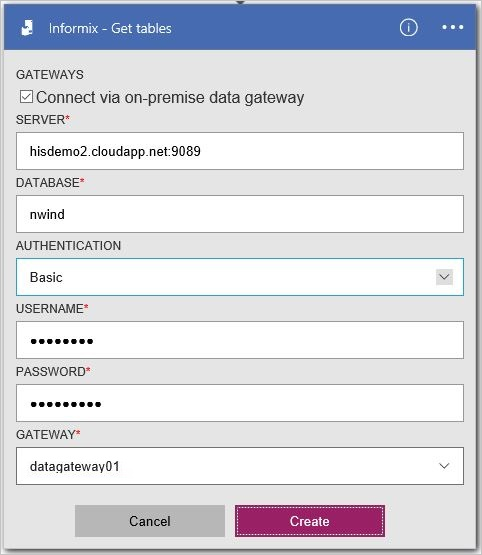 Informix - Get tables
GATEWAYS
Connect via on-premise data gateway
SERVER*
hisdemo2.cloudapp.net:9089
DATABASE*
nwind
AUTHENTICATION
Basic
USERNAME*
●●●●●●●●
PASSWORD*
●●●●●●●●●
GATEWAY*
datagateway01
Cancel Create